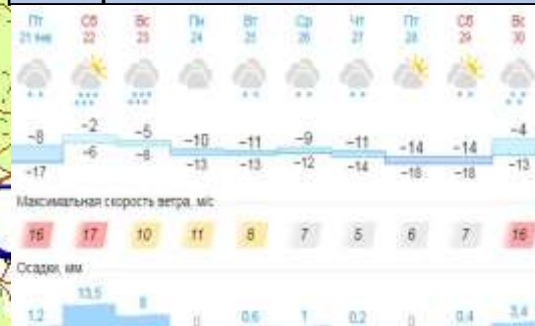 Пт Сб Вс Пн Вт Ср Чт Пт Сб Вс
21 янв 22 23 24 25 26 27 28 29 30
-8 -2 -5 -10 -11 -9 -11 -14 -14 -4
-17 -6 -8 -13 -13 -12 -14 -18 -18 -13
Максимальная скорость ветра, м/с
16 17 10 11 8 7 5 6 7 16
Осадки, мм
1,2 13,5 8 0 0,6 1 0,2 0 0,4 3,4